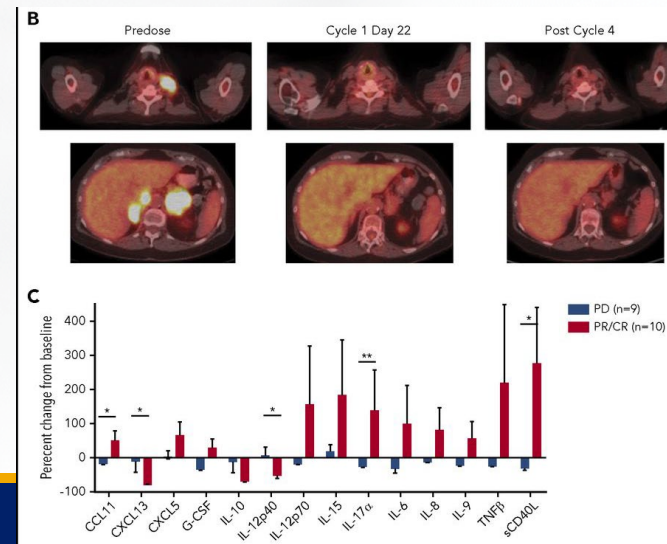 B
Predose
Cycle 1 Day 22
Post Cycle 4
C
Perecent change from baseline
400
300
200
100
0
-100
*
*
*
**
*
PD (n=9)
PR/CR (n=10)
CCL11
CXCL13
CXCL5
G-CSF
IL-10
IL-12p40
IL-12p70
IL-15
IL-17α
IL-6
IL-8
IL-9
TNFβ
sCD40L